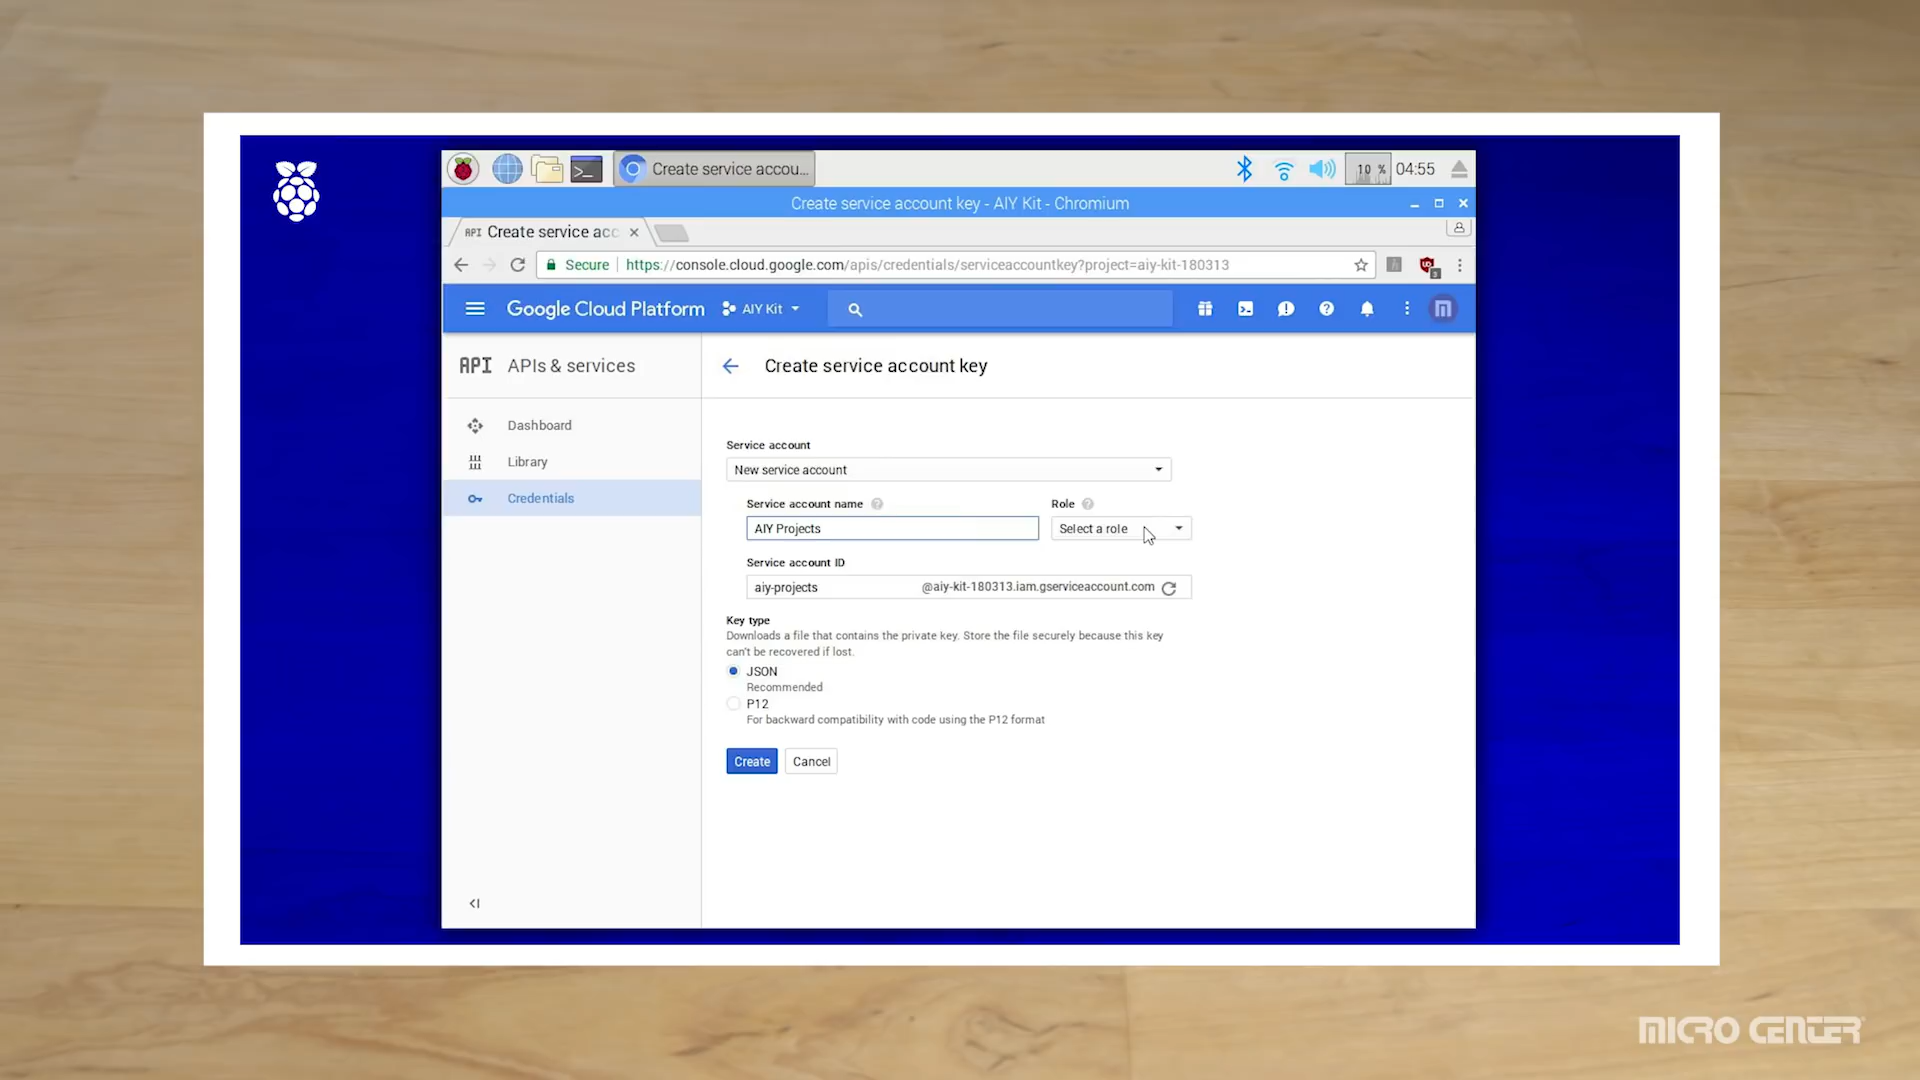 Create service accou...
10 %
04:55
Create service account key - AIY Kit - Chromium
API Create service acc
Secure
https://console.cloud.google.com/apis/credentials/serviceaccountkey?project=aiy-kit-180313
Google Cloud Platform
AIY Kit
API APIs & services
Create service account key
Dashboard
Library
Credentials
Service account
New service account
Service account name
Role
AIY Projects
Select a role
Service account ID
aiy-projects
@aiy-kit-180313.iam.gserviceaccount.com
Key type
Downloads a file that contains the private key. Store the file securely because this key
can't be recovered if lost.
JSON
Recommended
P12
For backward compatibility with code using the P12 format
Create
Cancel
MICRO CENTER